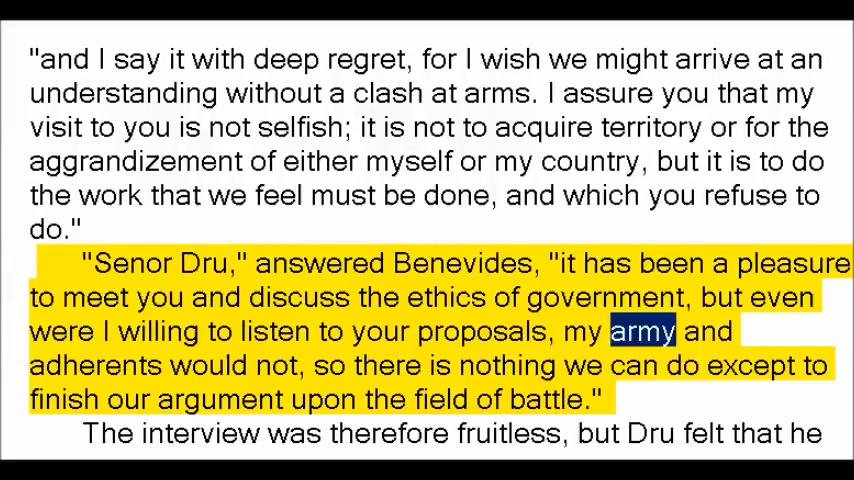 "and I say it with deep regret, for I wish we might arrive at an
understanding without a clash at arms. I assure you that my
visit to you is not selfish; it is not to acquire territory or for the
aggrandizement of either myself or my country, but it is to do
the work that we feel must be done, and which you refuse to
do."
"Senor Dru," answered Benevides, "it has been a pleasure
to meet you and discuss the ethics of government, but even
were I willing to listen to your proposals, my army and
adherents would not, so there is nothing we can do except to
finish our argument upon the field of battle."
The interview was therefore fruitless, but Dru felt that he